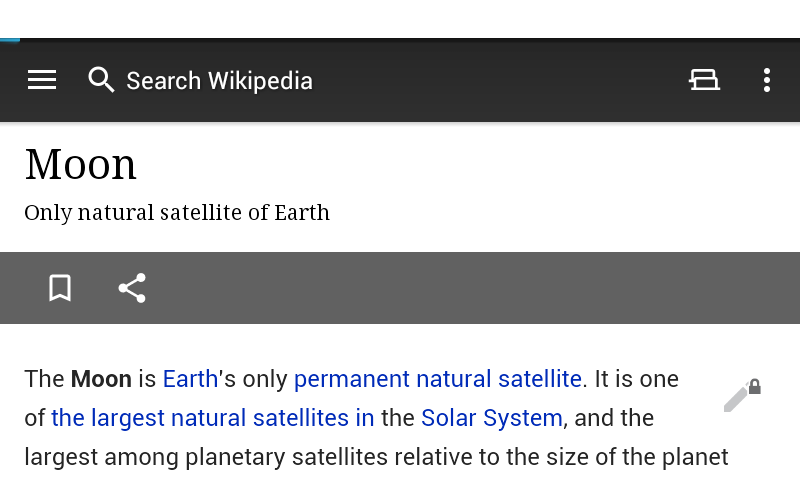 Search Wikipedia
Moon
Only natural satellite of Earth
The Moon is Earth's only permanent natural satellite. It is one
of the largest natural satellites in the Solar System, and the
largest among planetary satellites relative to the size of the planet